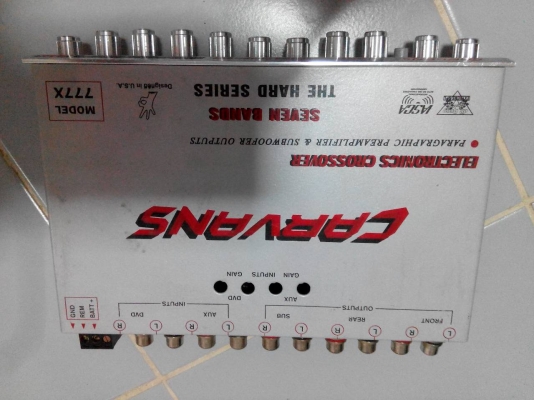 L FRONT R L REAR R L SUB R L AUX R L DVD R
OUTPUTS INPUTS
BATT +
REM
GND
AUX DVD
GAIN INPUTS GAIN
CARVANS
ELECTRONICS CROSSOVER
• PARAGRAPHIC PREAMPLIFIER & SUBWOOFER OUTPUTS
IASCA
SEVEN BANDS
THE HARD SERIES
Designed in U.S.A.
MODEL
777X